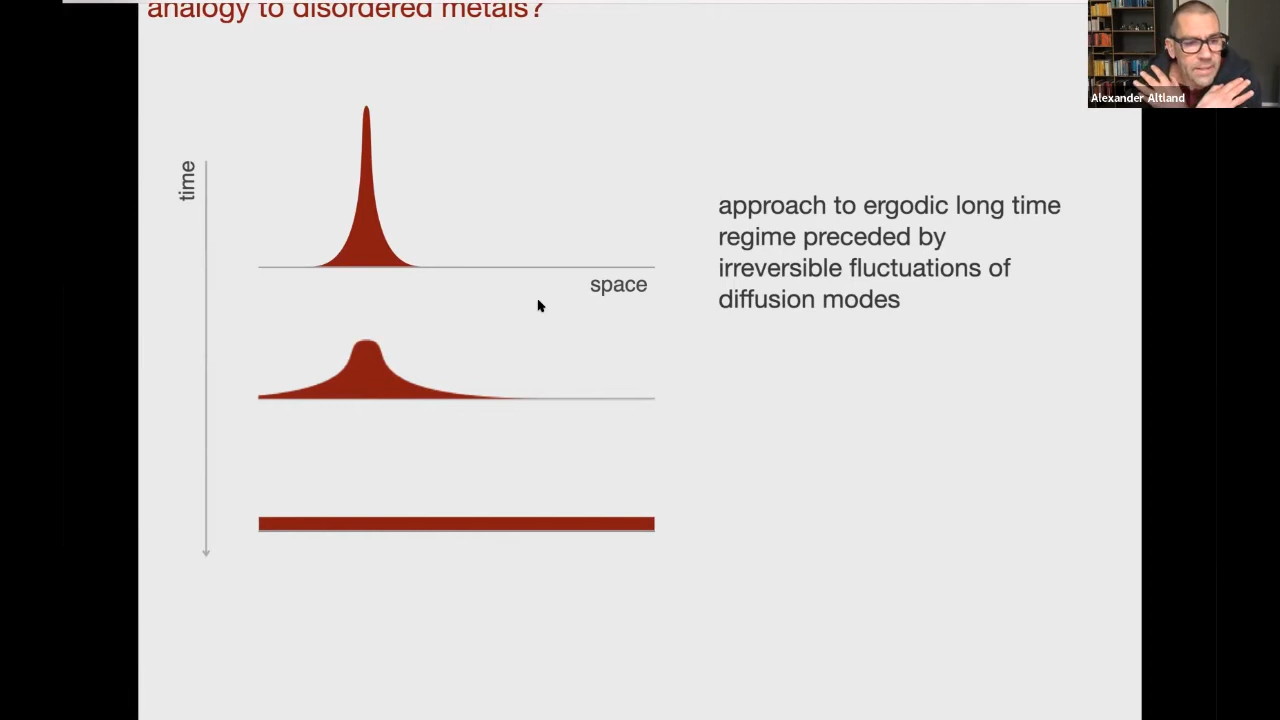 analogy to disordered metals?
Alexander Altland
time
space
approach to ergodic long time
regime preceded by
irreversible fluctuations of
diffusion modes